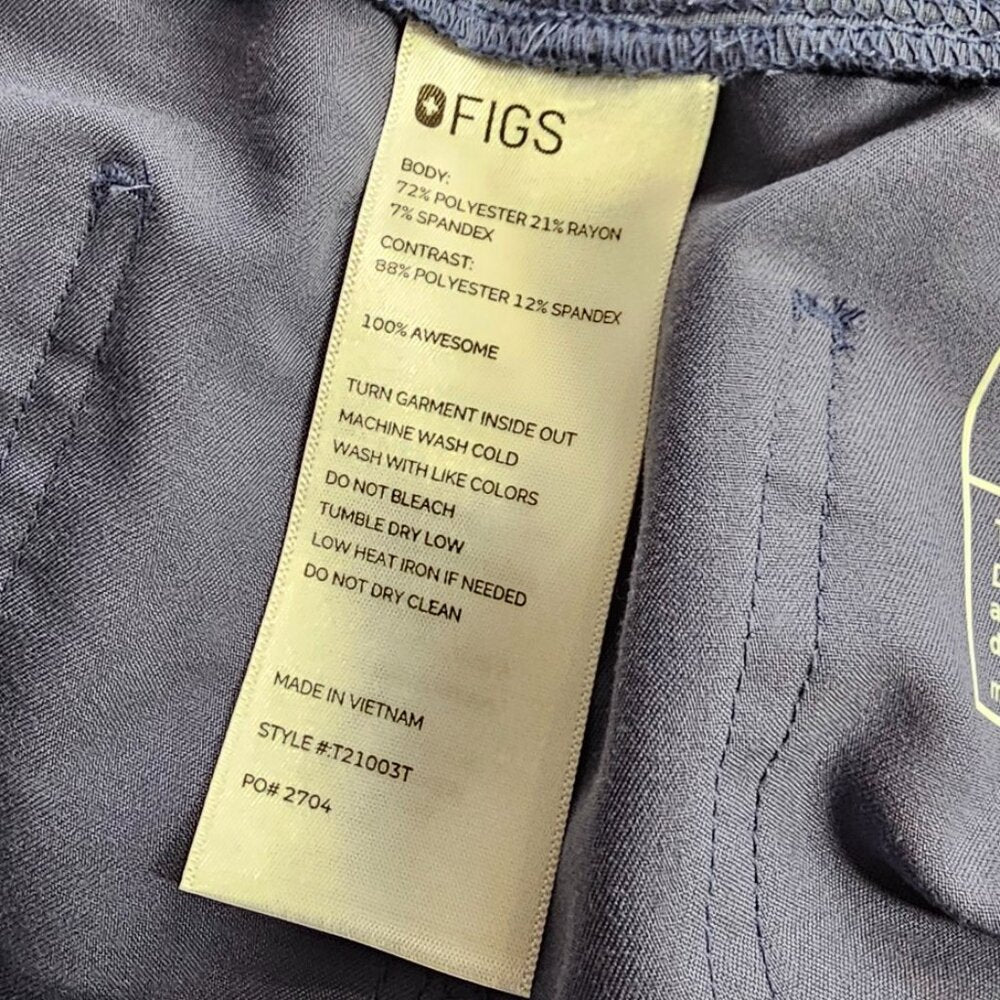 FIGS
BODY:
72% POLYESTER 21% RAYON
7% SPANDEX
CONTRAST:
88% POLYESTER 12% SPANDEX
100% AWESOME
TURN GARMENT INSIDE OUT
MACHINE WASH COLD
WASH WITH LIKE COLORS
DO NOT BLEACH
TUMBLE DRY LOW
LOW HEAT IRON IF NEEDED
DO NOT DRY CLEAN
MADE IN VIETNAM
STYLE #:T21003T
PO# 2704